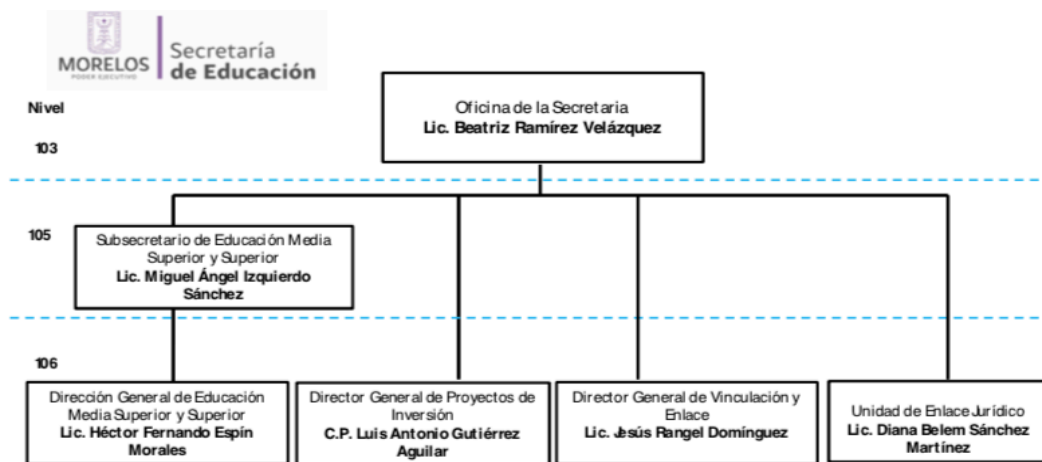 MORELOS
PODER EJECUTIVO
Secretaría
de Educación
Nivel
103
Oficina de la Secretaria
Lic. Beatriz Ramírez Velázquez
105
Subsecretario de Educación Media
Superior y Superior
Lic. Miguel Ángel Izquierdo
Sánchez
106
Dirección General de Educación
Media Superior y Superior
Lic. Héctor Fernando Espín
Morales
Director General de Proyectos de
Inversión
C.P. Luis Antonio Gutiérrez
Aguilar
Director General de Vinculación y
Enlace
Lic. Jesús Rangel Domínguez
Unidad de Enlace Jurídico
Lic. Diana Belem Sánchez
Martínez